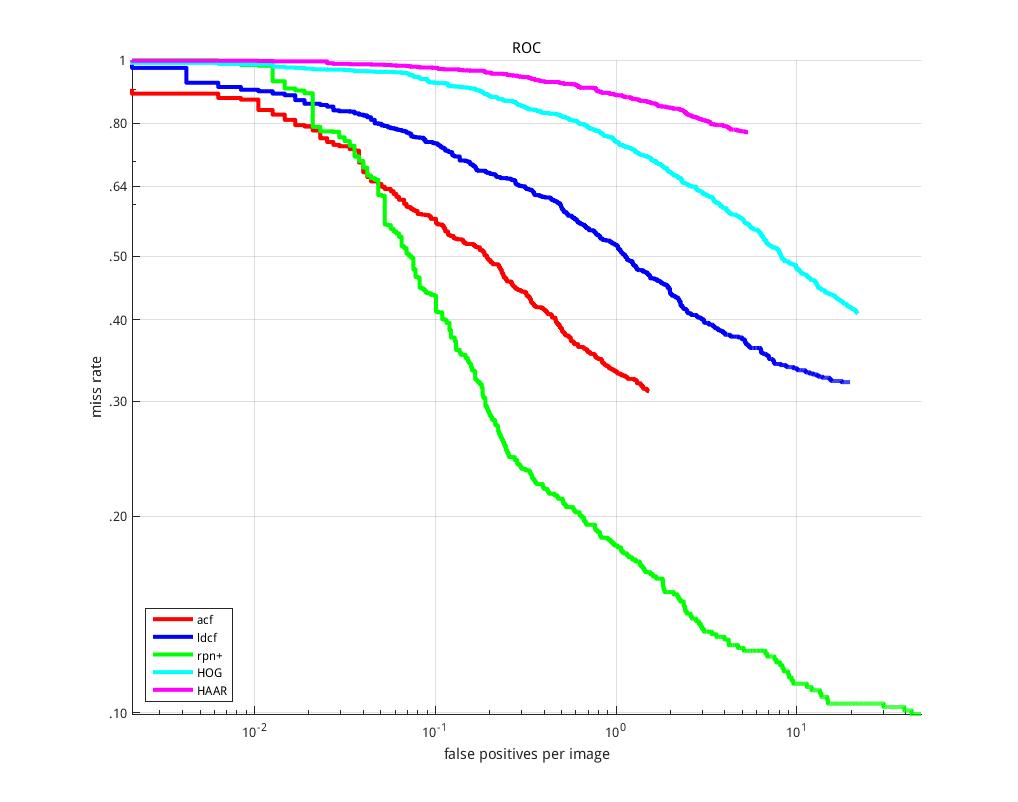 ROC
1
.80
.64
.50
.40
.30
.20
.10
miss rate
acf
ldcf
rpn+
HOG
HAAR
10^-2
10^-1
10^0
10^1
false positives per image